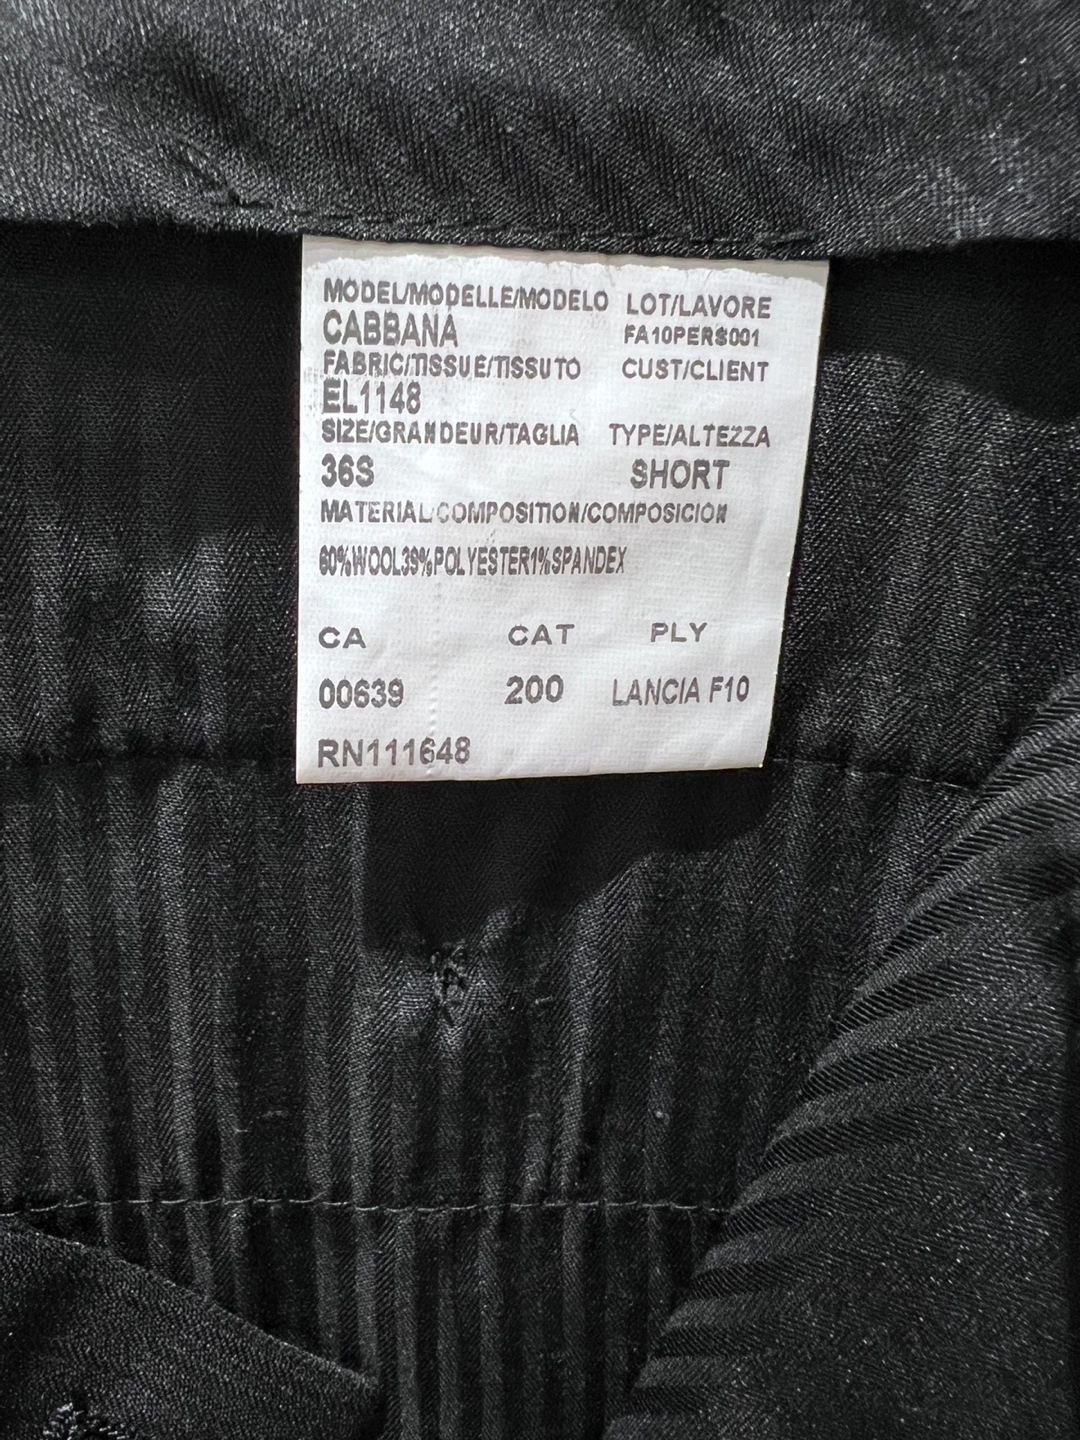 MODEL/MODELLE/MODELO LOT/LAVORE
CABBANA FA10PERS001
FABRIC/TISSUE/TISSUTO CUST/CLIENT
EL1148
SIZE/GRANDEUR/TAGLIA TYPE/ALTEZZA
36S SHORT
MATERIAL/COMPOSITION/COMPOSICION
60%WOOL39%POLYESTER1%SPANDEX
CA CAT PLY
00639 200 LANCIA F10
RN111648